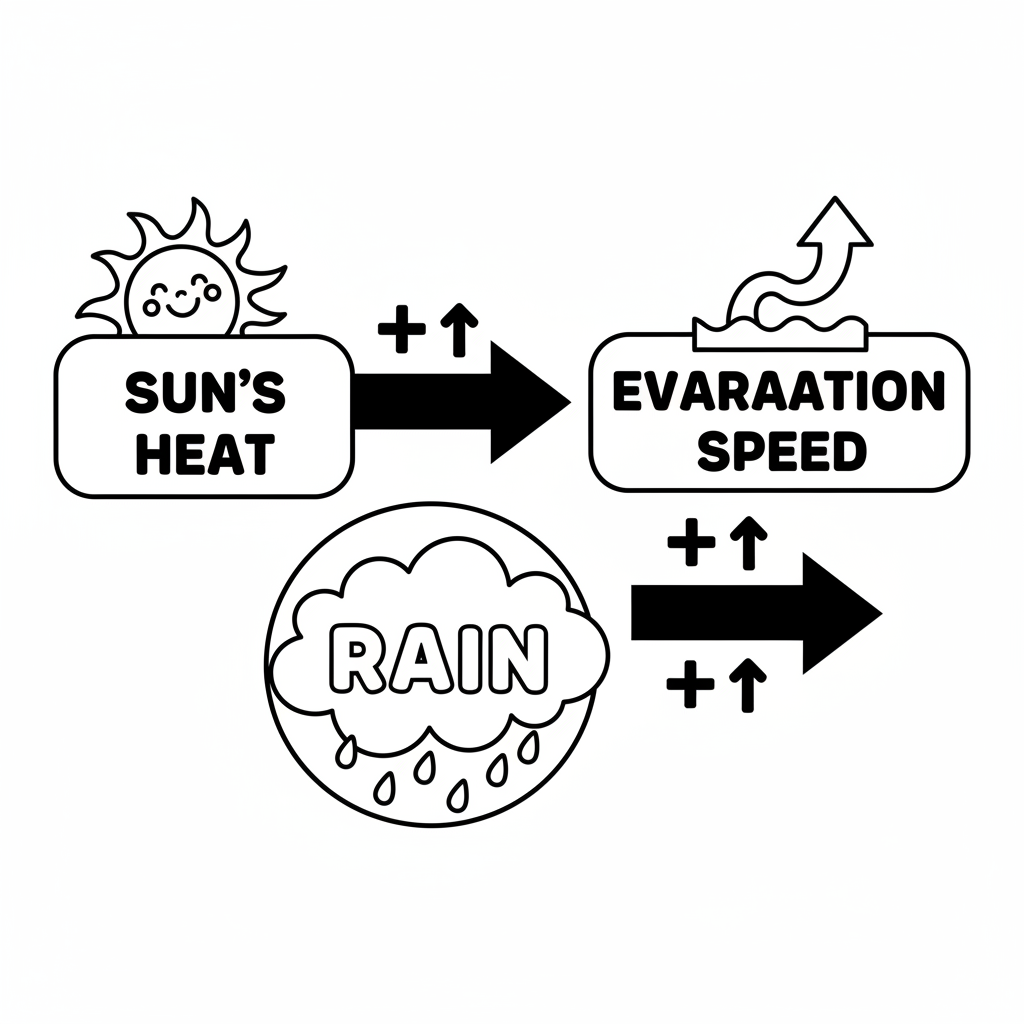 SUN'S
HEAT
+↑
EVARAATION
SPEED
+↑
RAIN
+↑